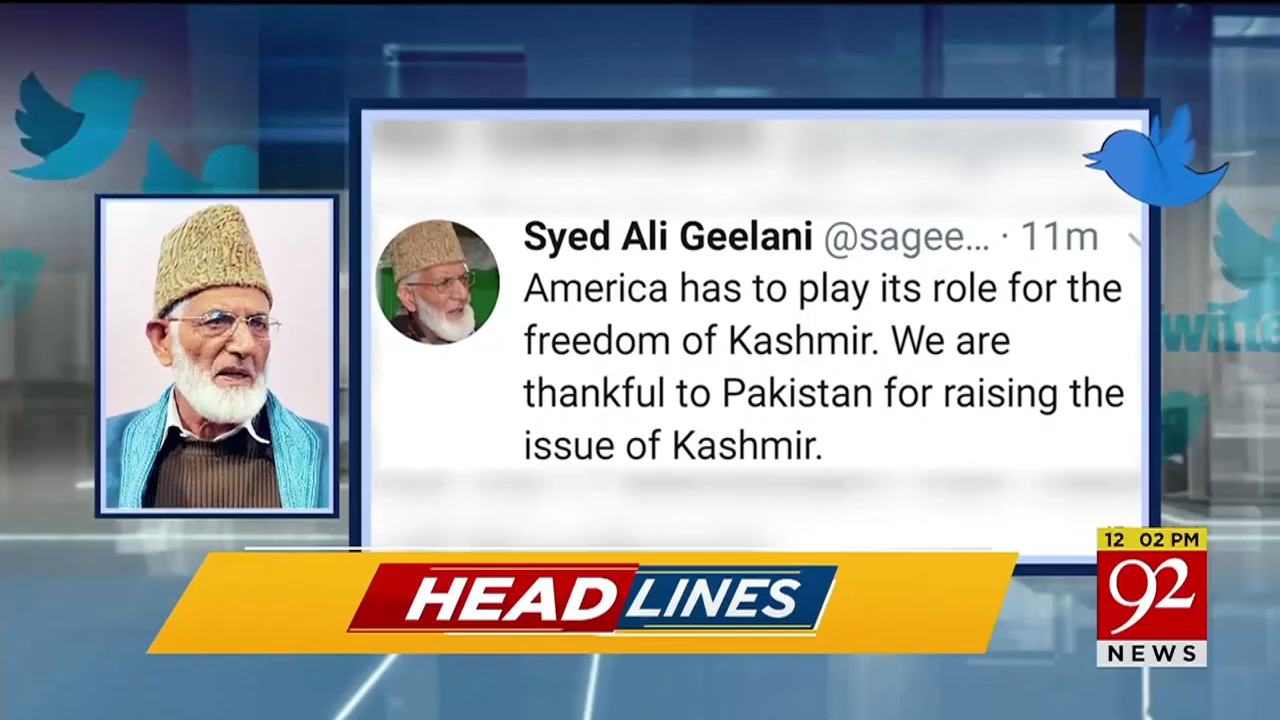 Syed Ali Geelani @sagee... · 11m
America has to play its role for the
freedom of Kashmir. We are
thankful to Pakistan for raising the
issue of Kashmir.
HEADLINES
12 02 PM
92
NEWS